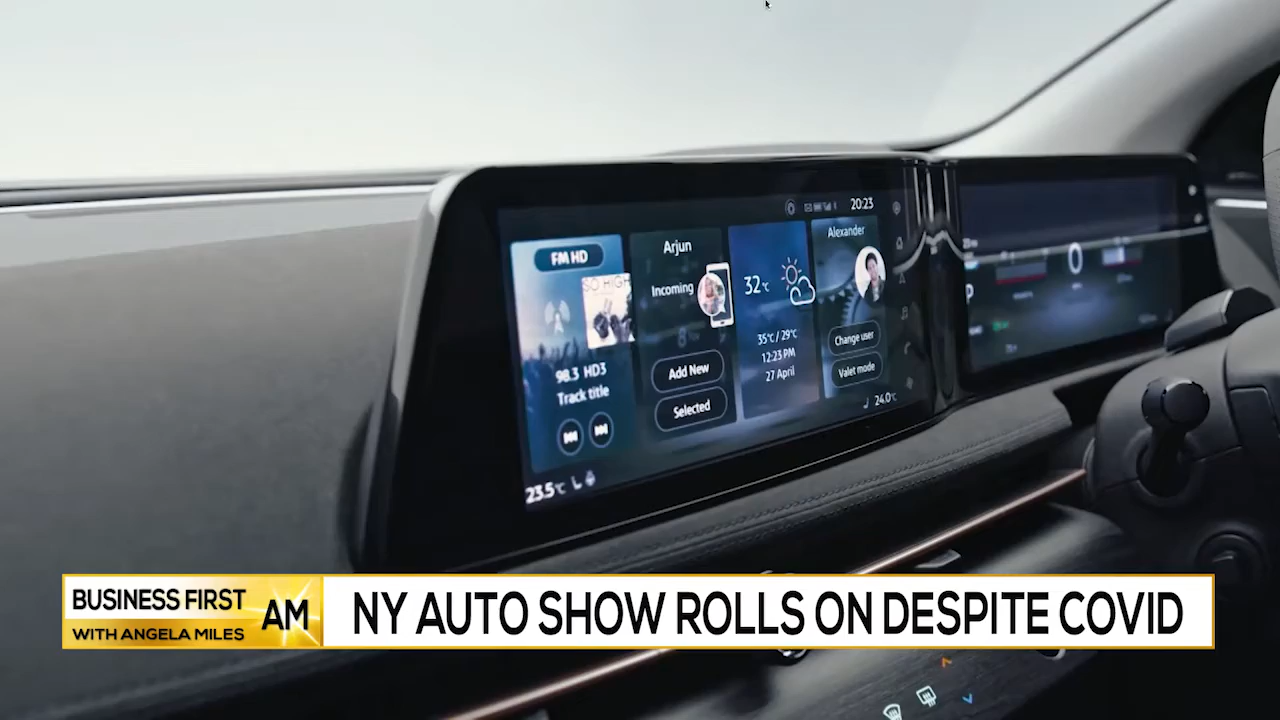 20:23
FM HD
SO HIGH
98.3 HD3
Track title
Arjun
Incoming
Add New
Selected
32°C
35°C / 29°C
12:23 PM
27 April
Alexander
Change user
Valet mode
23.5°C
24.0°C
0
P
BUSINESS FIRST AM
WITH ANGELA MILES
NY AUTO SHOW ROLLS ON DESPITE COVID